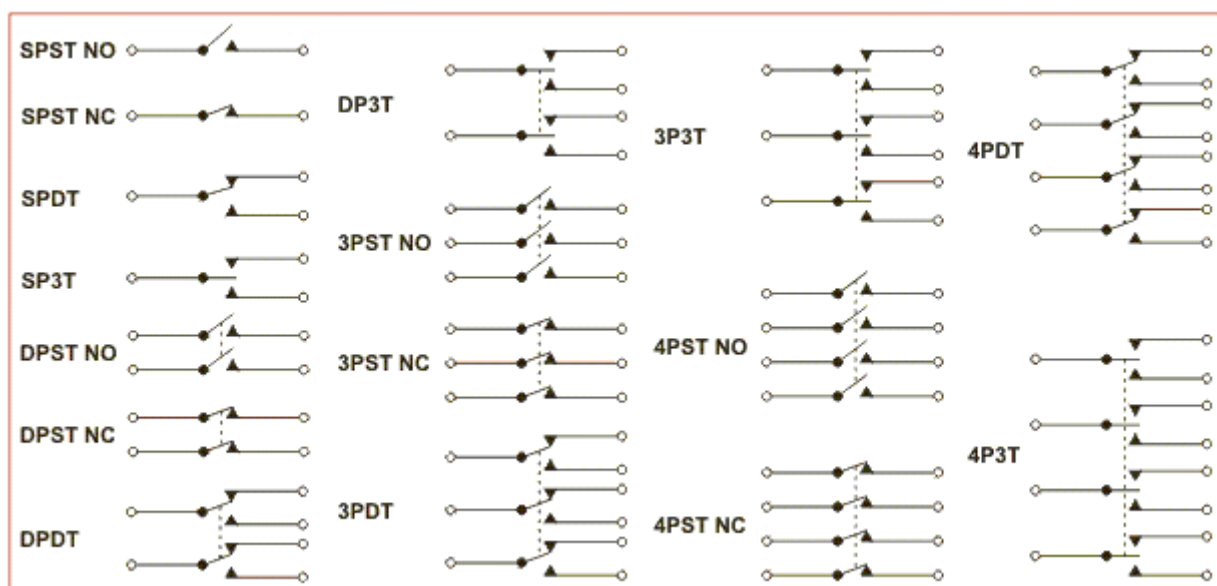 SPST NO
SPST NC
SPDT
SP3T
DPST NO
DPST NC
DPDT
DP3T
3PST NO
3PST NC
3PDT
3P3T
4PST NO
4PST NC
4PDT
4P3T